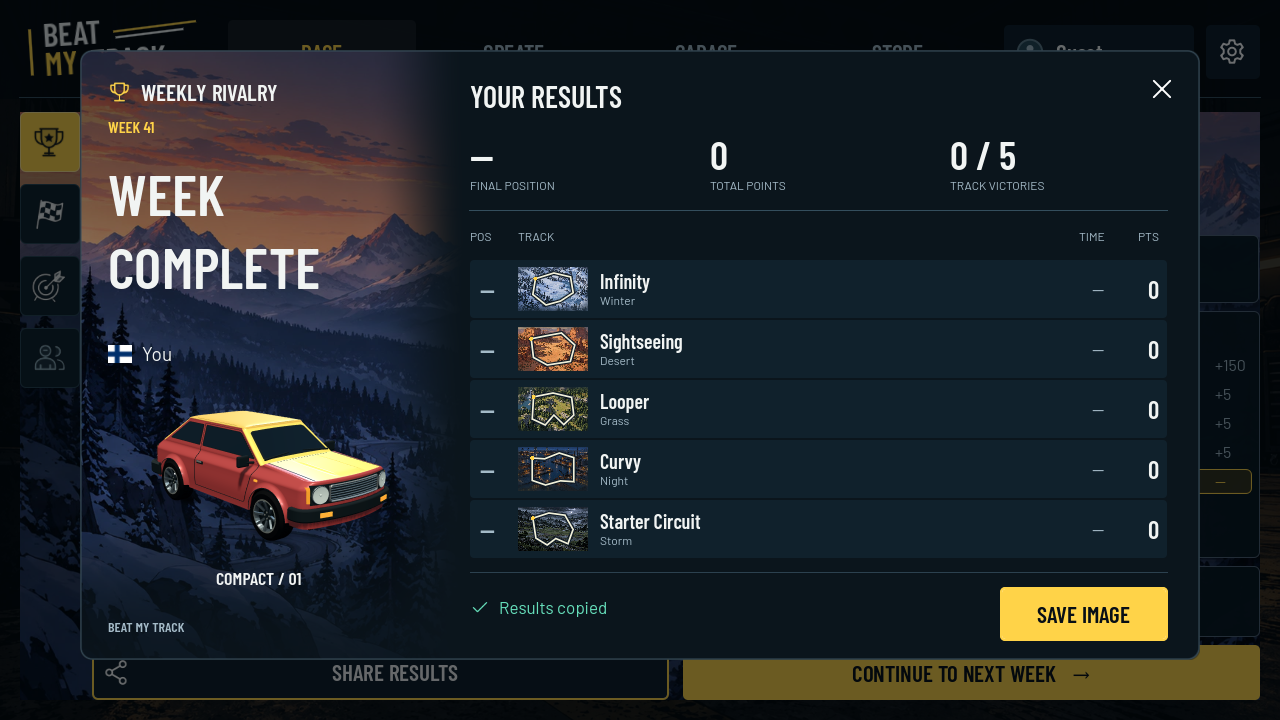 BEAT
MY TRACK
RACE
CREATE
GARAGE
STORE
Guest
WEEKLY RIVALRY
WEEK 41
WEEK
COMPLETE
You
COMPACT / 01
BEAT MY TRACK
YOUR RESULTS
— 0 0 / 5
FINAL POSITION TOTAL POINTS TRACK VICTORIES
POS TRACK TIME PTS
— Infinity — 0
Winter
— Sightseeing — 0
Desert
— Looper — 0
Grass
— Curvy — 0
Night
— Starter Circuit — 0
Storm
Results copied
SAVE IMAGE
+150
+5
+5
+5
—
SHARE RESULTS
CONTINUE TO NEXT WEEK →